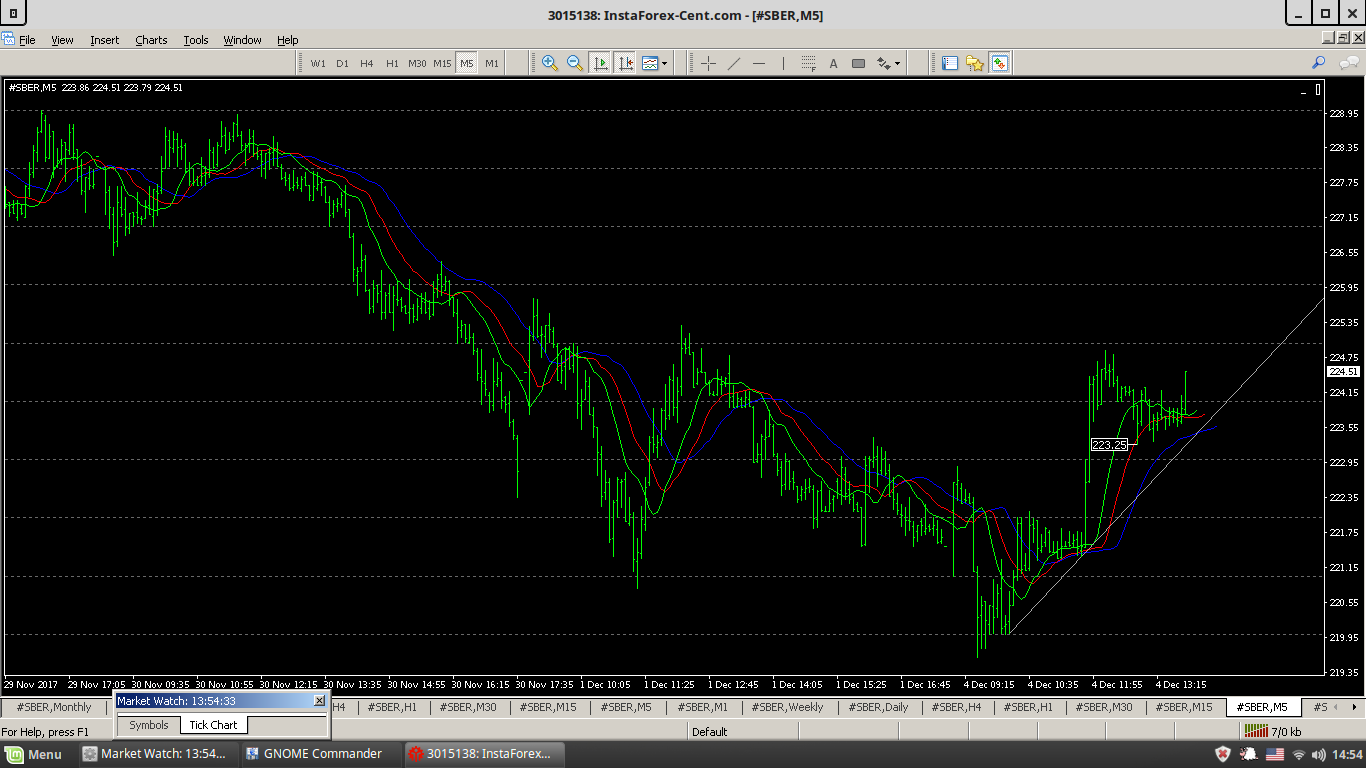 3015138: InstaForex-Cent.com - [#SBER,M5]
File View Insert Charts Tools Window Help
W1 D1 H4 H1 M30 M15 M5 M1
A
#SBER,M5 223.86 224.51 223.79 224.51
228.95
228.35
227.75
227.15
226.55
225.95
225.35
224.75
224.51
224.15
223.55
223.25
222.95
222.35
221.75
221.15
220.55
219.95
219.35
29 Nov 2017 29 Nov 17:05 30 Nov 09:35 30 Nov 10:55 30 Nov 12:15 30 Nov 13:35 30 Nov 14:55 30 Nov 16:15 30 Nov 17:35 1 Dec 10:05 1 Dec 11:25 1 Dec 12:45 1 Dec 14:05 1 Dec 15:25 1 Dec 16:45 4 Dec 09:15 4 Dec 10:35 4 Dec 11:55 4 Dec 13:15
Market Watch: 13:54:33
#SBER,Monthly H4 #SBER,H1 #SBER,M30 #SBER,M15 #SBER,M5 #SBER,M1 #SBER,Weekly #SBER,Daily #SBER,H4 #SBER,H1 #SBER,M30 #SBER,M15 #SBER,M5 #S
Symbols Tick Chart
For Help, press F1 Default 7/0 kb
Menu Market Watch: 13:54... GNOME Commander 3015138: InstaForex... 14:54